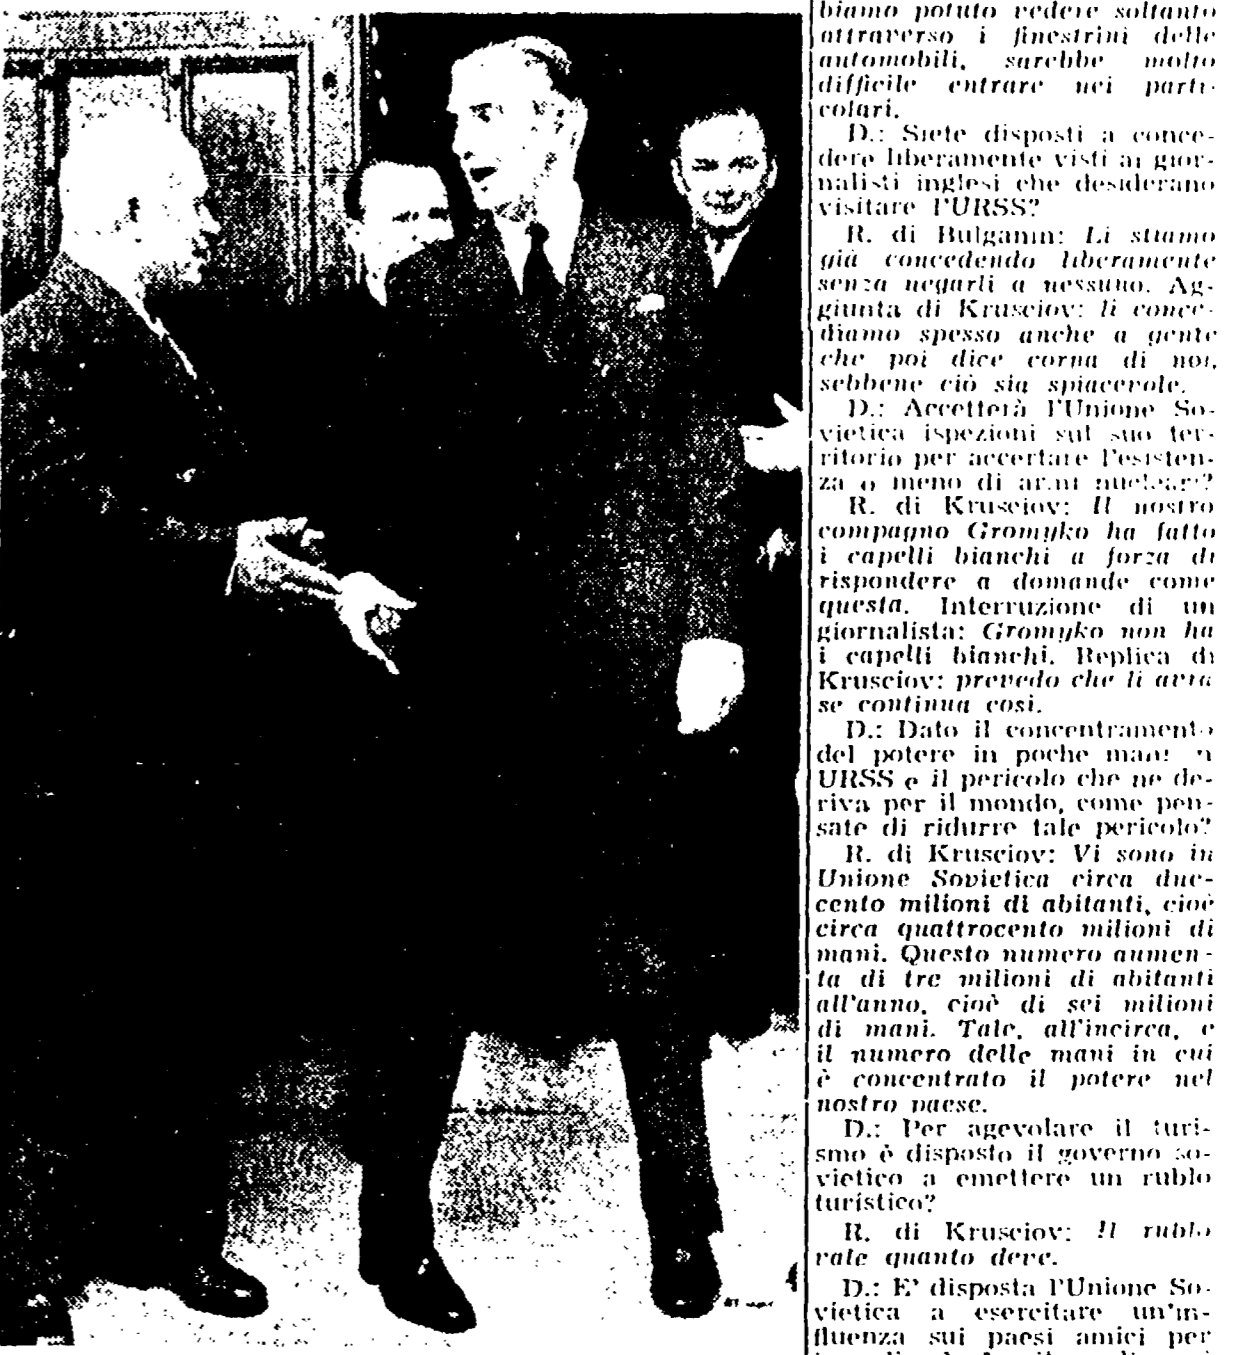 biamo potuto vedere soltanto
attraverso i finestrini delle
automobili, sarebbe molto
difficile entrare nei parti-
colari.
D.: Siete disposti a conce-
dere liberamente visti ai gior-
nalisti inglesi che desiderano
visitare l'URSS?
R. di Bulganin: Li stiamo
già concedendo liberamente
senza negarli a nessuno. Ag-
giunta di Krusciov: li conce-
diamo spesso anche a gente
che poi dice corna di noi,
sebbene ciò sia spiacevole.
D.: Accetterà l'Unione So-
vietica ispezioni sul suo ter-
ritorio per accertare l'esisten-
za o meno di armi nucleari?
R. di Krusciov: Il nostro
compagno Gromyko ha fatto
i capelli bianchi a forza di
rispondere a domande come
questa. Interruzione di un
giornalista: Gromyko non ha
i capelli bianchi. Replica di
Krusciov: prevedo che li avrà
se continua così.
D.: Dato il concentramento
del potere in poche mani in
URSS e il pericolo che ne de-
riva per il mondo, come pen-
sate di ridurre tale pericolo?
R. di Krusciov: Vi sono in
Unione Sovietica circa due-
cento milioni di abitanti, cioè
circa quattrocento milioni di
mani. Questo numero aumen-
ta di tre milioni di abitanti
all'anno, cioè di sei milioni
di mani. Tale, all'incirca, è
il numero delle mani in cui
è concentrato il potere nel
nostro paese.
D.: Per agevolare il turi-
smo è disposto il governo so-
vietico a emettere un rublo
turistico?
R. di Krusciov: Il rublo
vale quanto deve.
D.: E' disposta l'Unione So-
vietica a esercitare un'in-
fluenza sui paesi amici per